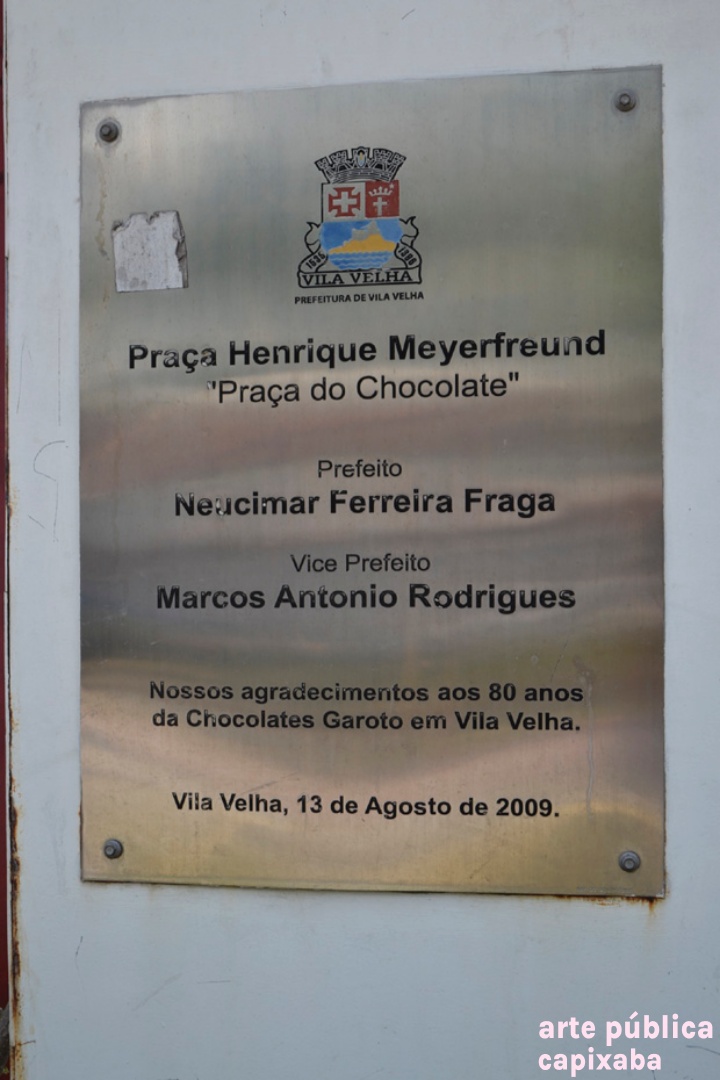 1535
1896
VILA VELHA
PREFEITURA DE VILA VELHA
Praça Henrique Meyerfreund
"Praça do Chocolate"
Prefeito
Neucimar Ferreira Fraga
Vice Prefeito
Marcos Antonio Rodrigues
Nossos agradecimentos aos 80 anos
da Chocolates Garoto em Vila Velha.
Vila Velha, 13 de Agosto de 2009.
arte pública
capixaba